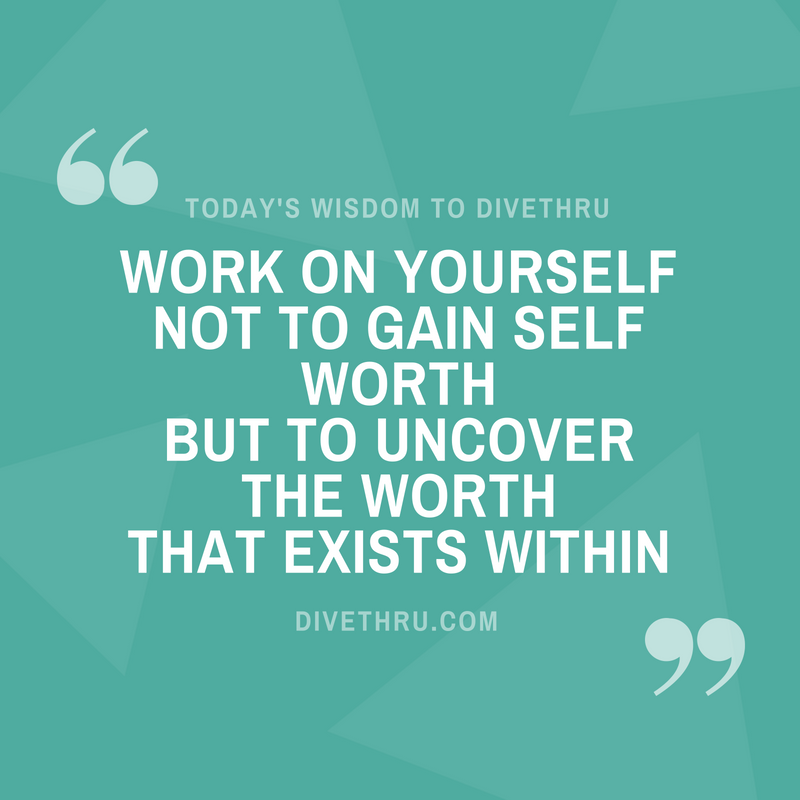 “
TODAY'S WISDOM TO DIVETHRU
WORK ON YOURSELF
NOT TO GAIN SELF
WORTH
BUT TO UNCOVER
THE WORTH
THAT EXISTS WITHIN
DIVETHRU.COM
”